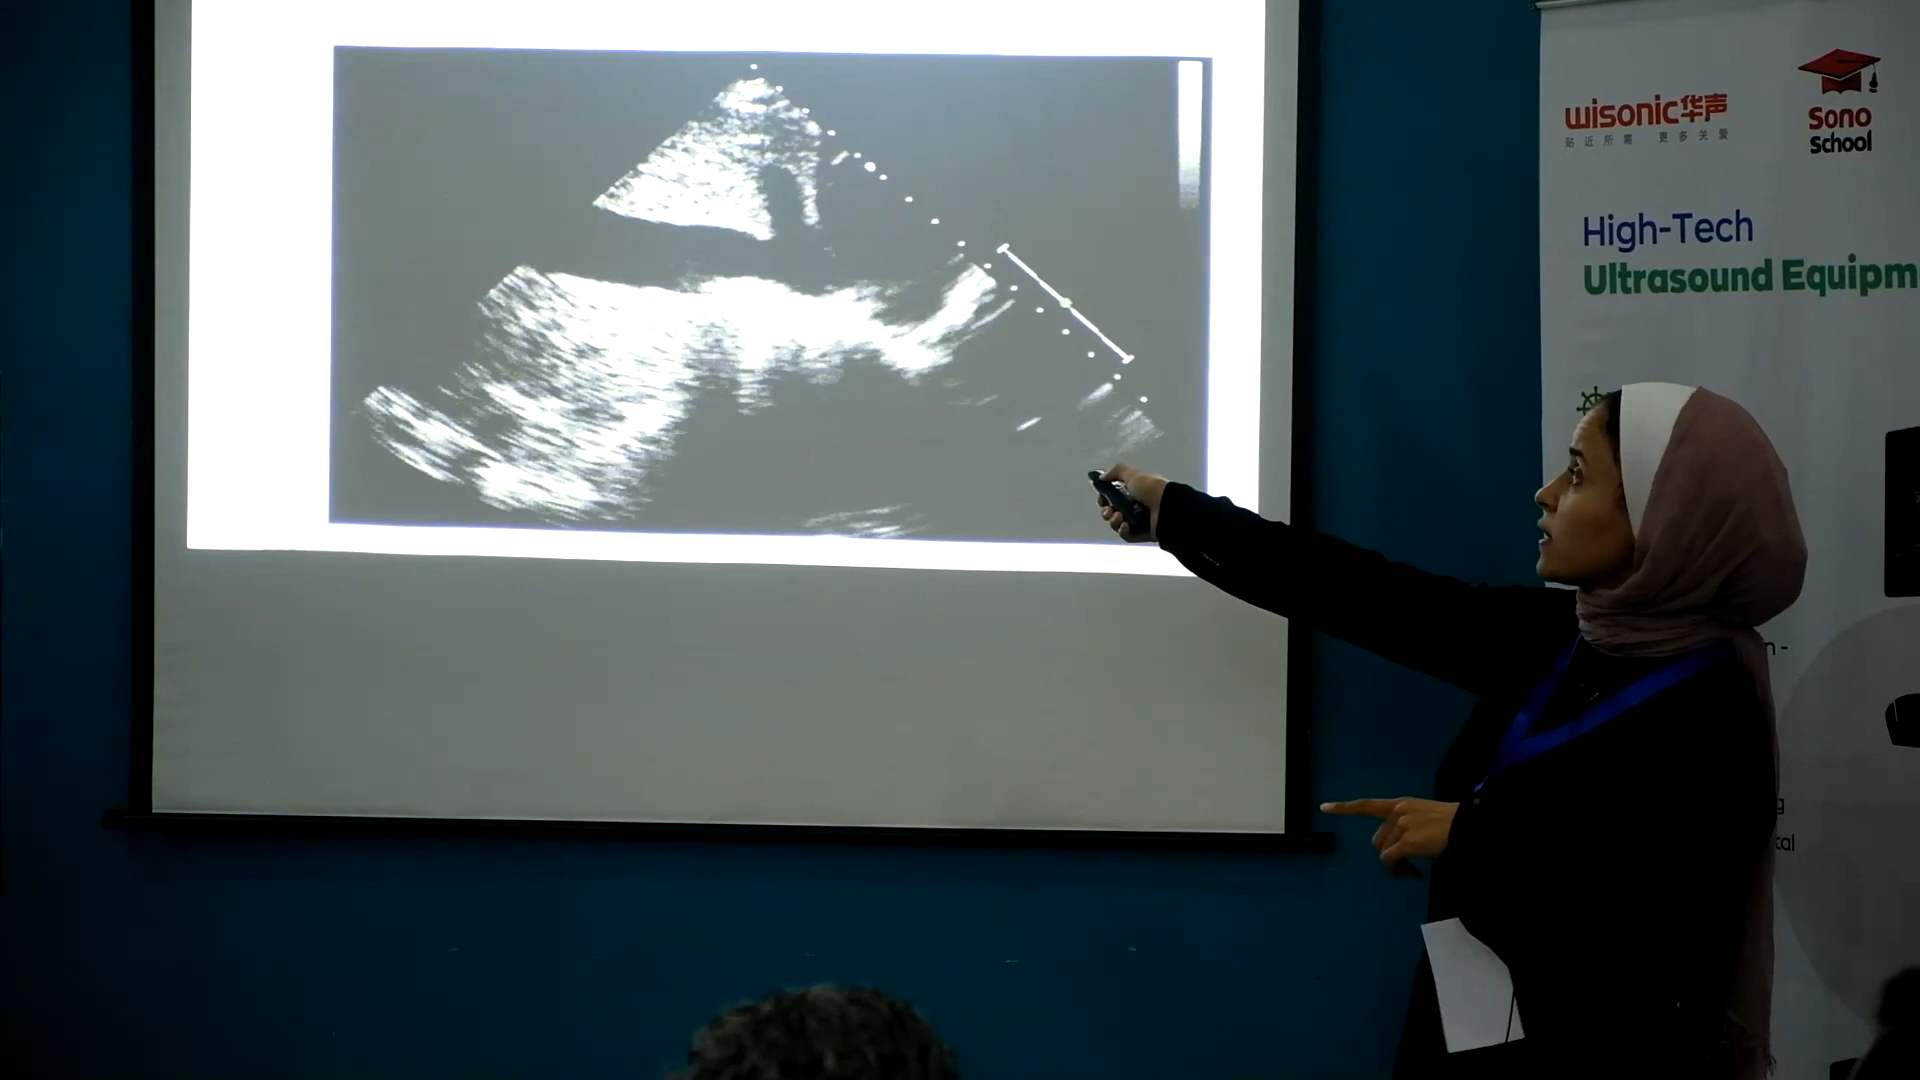 wisonic华声
贴近所需 更多关爱
Sono
School
High-Tech
Ultrasound Equipm
n -
g
cal